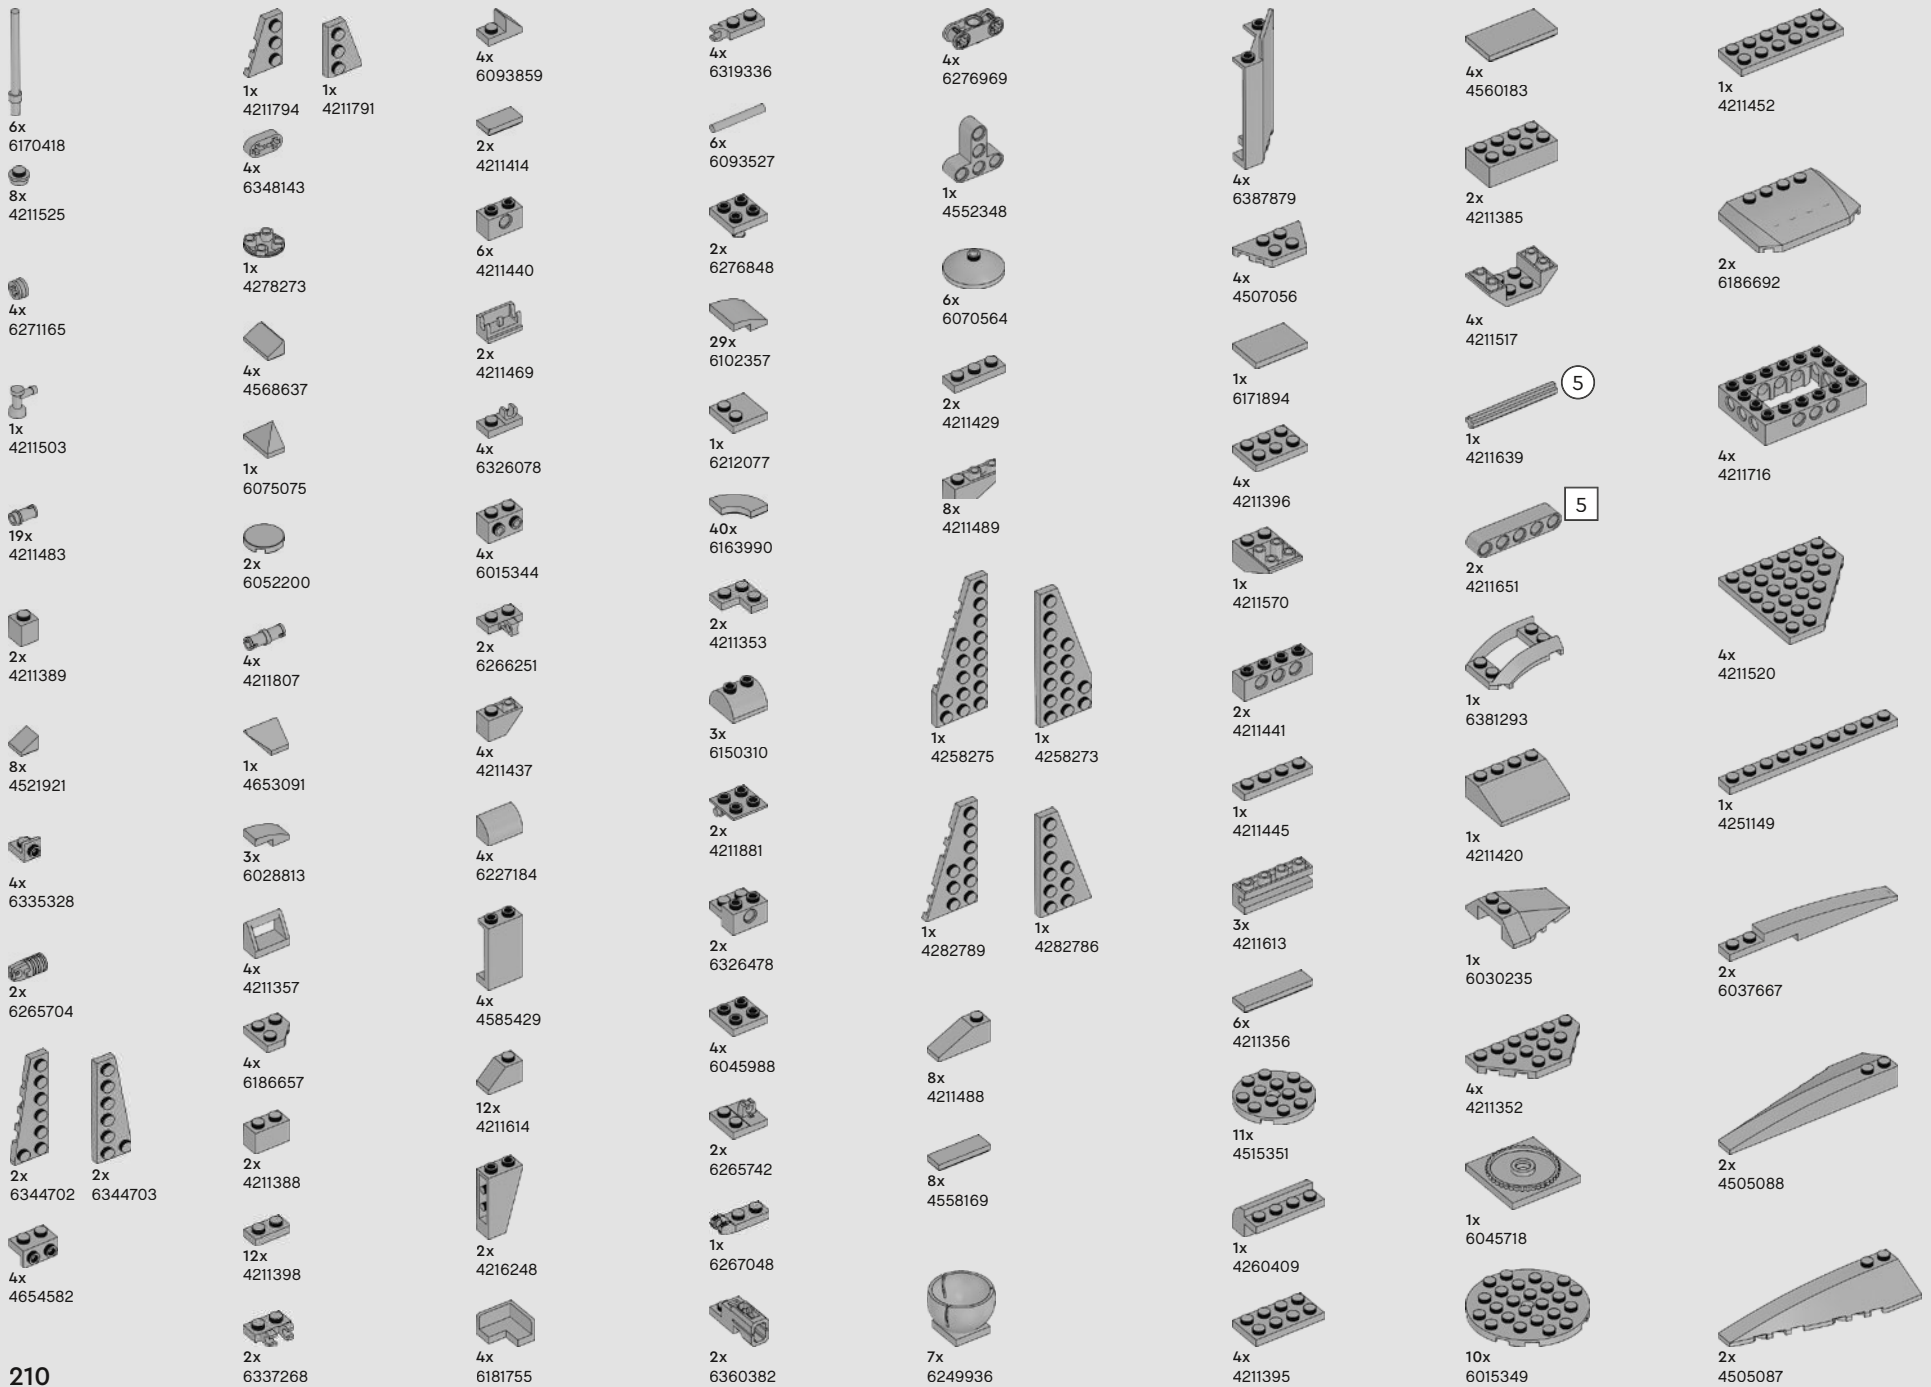 6x
6170418
8x
4211525
4x
6271165
1x
4211503
19x
4211483
2x
4211389
8x
4521921
4x
6335328
2x
6265704
2x 2x
6344702 6344703
4x
4654582
210
1x 1x
4211794 4211791
4x
6348143
1x
4278273
4x
4568637
1x
6075075
2x
6052200
4x
4211807
1x
4653091
3x
6028813
4x
4211357
4x
6186657
2x
4211388
12x
4211398
2x
6337268
4x
6093859
2x
4211414
6x
4211440
2x
4211469
4x
6326078
4x
6015344
2x
6266251
4x
4211437
4x
6227184
4x
4585429
12x
4211614
2x
4216248
4x
6181755
4x
6319336
6x
6093527
2x
6276848
29x
6102357
1x
6212077
40x
6163990
2x
4211353
3x
6150310
2x
4211881
2x
6326478
4x
6045988
2x
6265742
1x
6267048
2x
6360382
4x
6276969
1x
4552348
6x
6070564
2x
4211429
8x
4211489
1x 1x
4258275 4258273
1x 1x
4282789 4282786
8x
4211488
8x
4558169
7x
6249936
4x
6387879
4x
4507056
1x
6171894
4x
4211396
1x
4211570
2x
4211441
1x
4211445
3x
4211613
6x
4211356
11x
4515351
1x
4260409
4x
4211395
4x
4560183
2x
4211385
4x
4211517
5
1x
4211639
5
2x
4211651
1x
6381293
1x
4211420
1x
6030235
4x
4211352
1x
6045718
10x
6015349
1x
4211452
2x
6186692
4x
4211716
4x
4211520
1x
4251149
2x
6037667
2x
4505088
2x
4505087